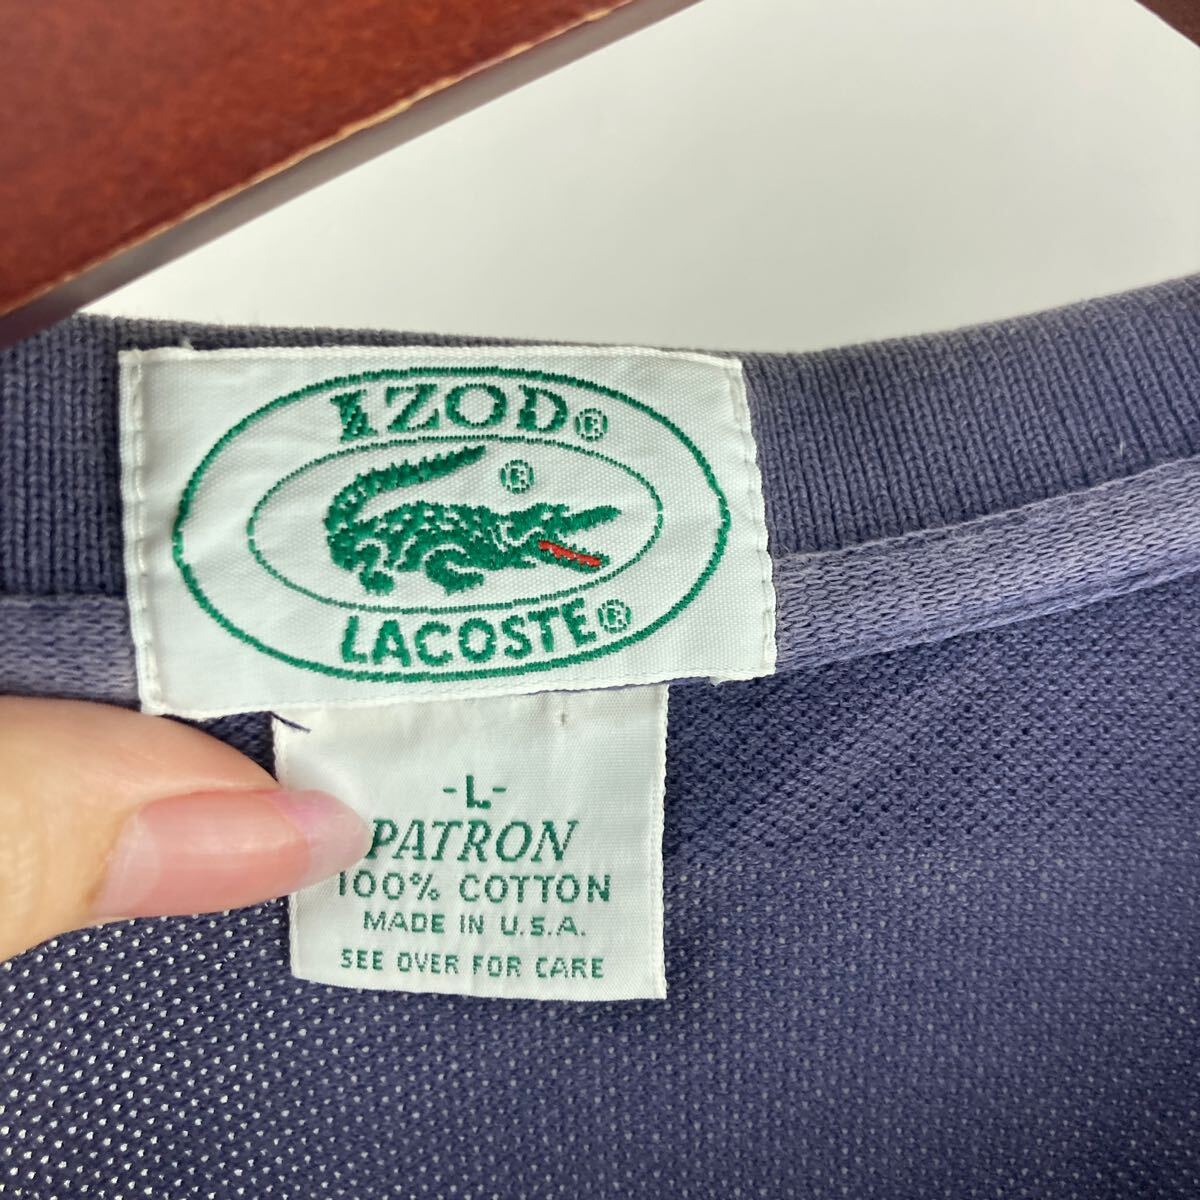 IZOD®
®
LACOSTE®
-L-
PATRON
100% COTTON
MADE IN U.S.A.
SEE OVER FOR CARE